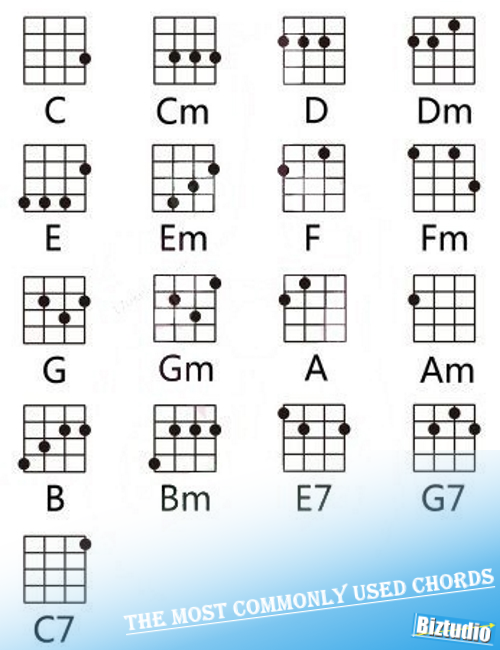 C Cm D Dm
E Em F Fm
G Gm A Am
B Bm E7 G7
C7
THE MOST COMMONLY USED CHORDS
Biztudio